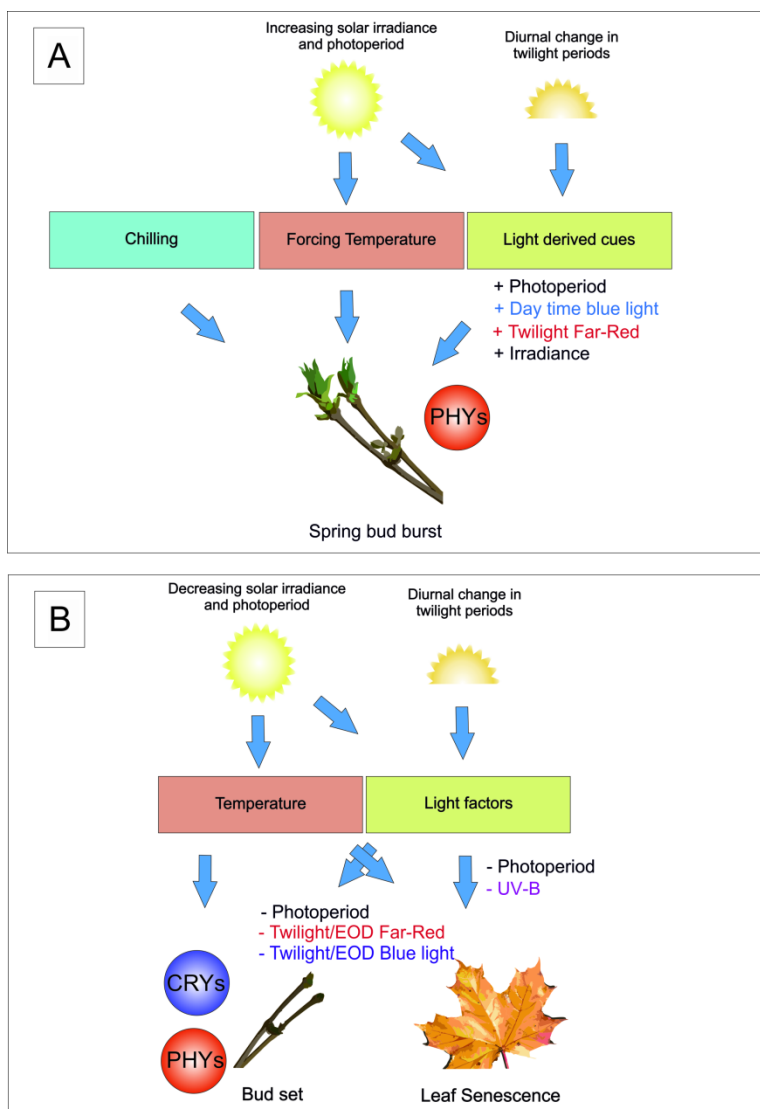 A
Increasing solar irradiance
and photoperiod
Diurnal change in
twilight periods
Chilling
Forcing Temperature
Light derived cues
+ Photoperiod
+ Day time blue light
+ Twilight Far-Red
+ Irradiance
PHYs
Spring bud burst
B
Decreasing solar irradiance
and photoperiod
Diurnal change in
twilight periods
Temperature
Light factors
- Photoperiod
- UV-B
- Photoperiod
- Twilight/EOD Far-Red
- Twilight/EOD Blue light
CRYs
PHYs
Bud set
Leaf Senescence